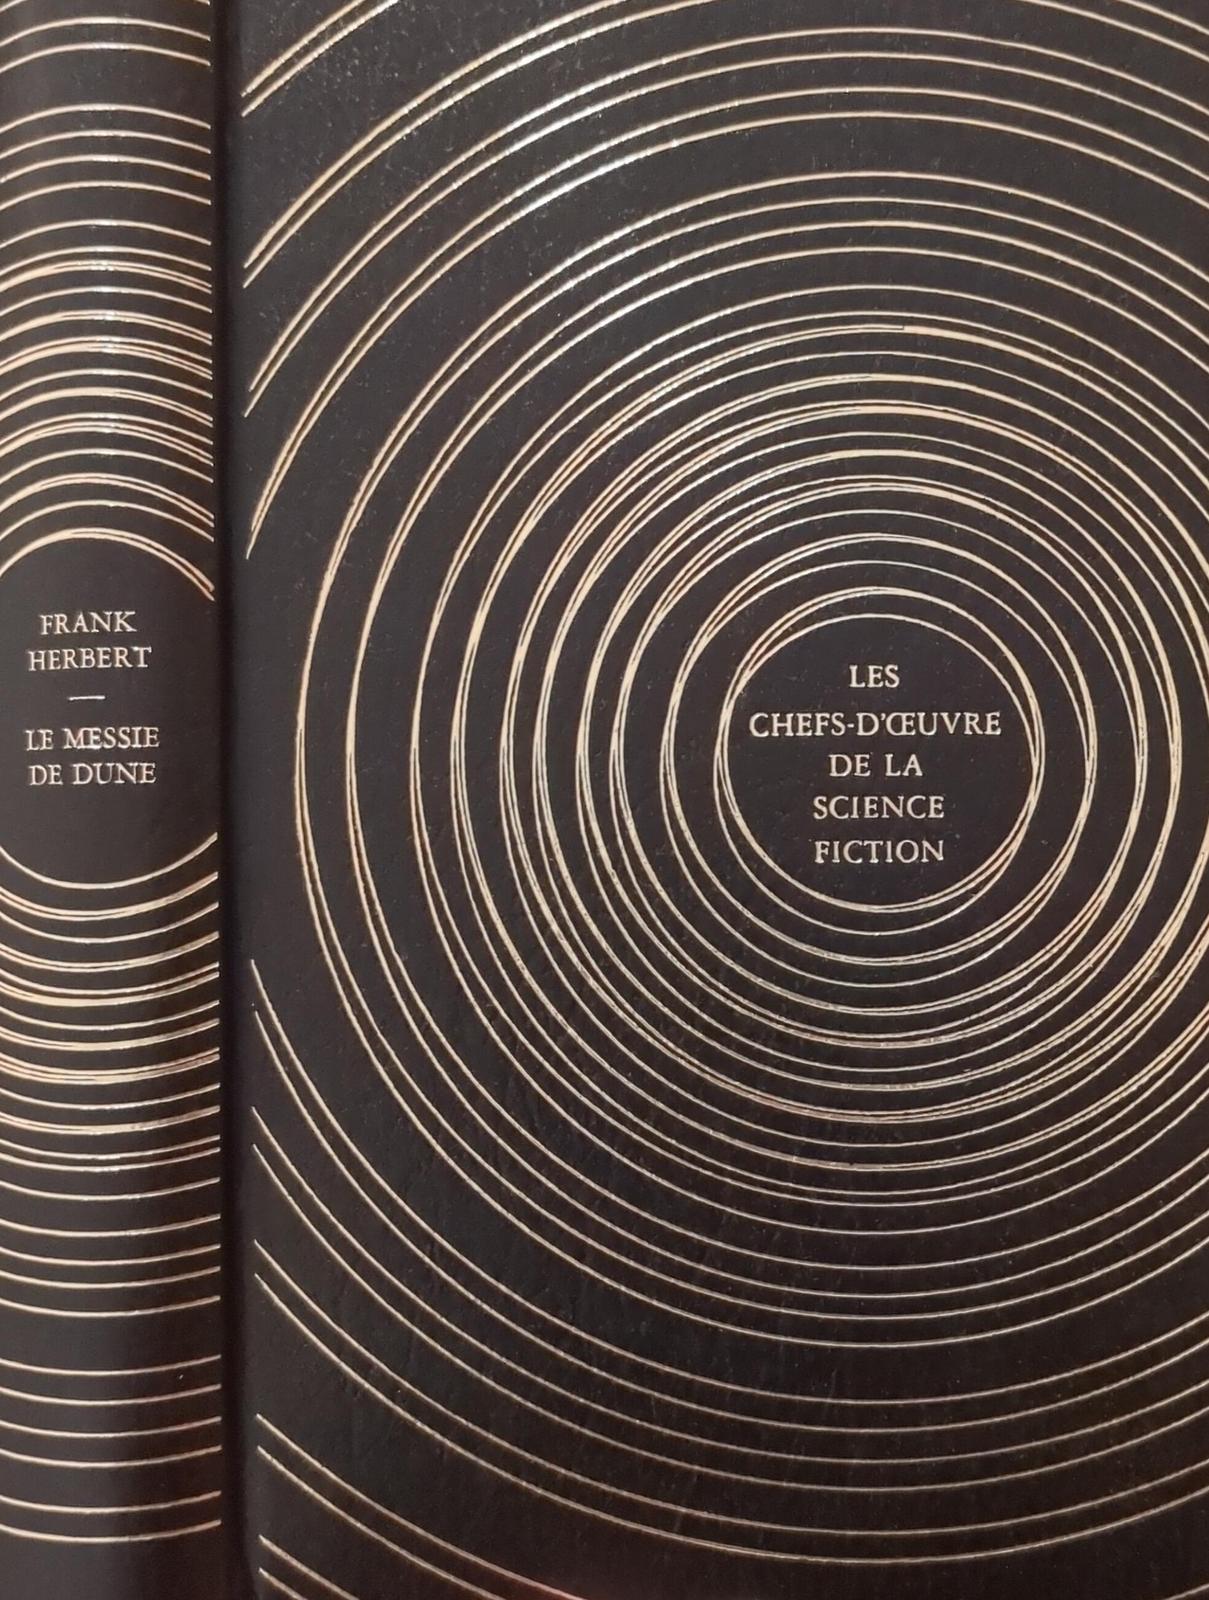 FRANK
HERBERT
LE MESSIE
DE DUNE
LES
CHEFS-D'ŒUVRE
DE LA
SCIENCE
FICTION